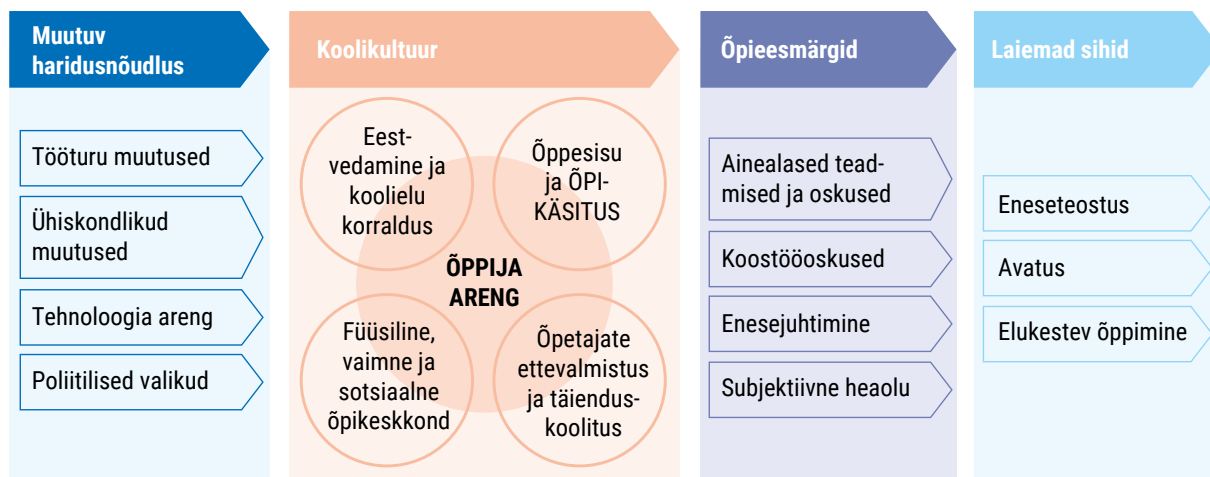 Muutuv
haridusnõudlus
Tööturu muutused
Ühiskondlikud
muutused
Tehnoloogia areng
Poliitilised valikud
Koolikultuur
Eest-
vedamine ja
koolielu
korraldus
Õppesisu
ja ÕPI-
KÄSITUS
ÕPPIJA
ARENG
Füüsiline,
vaimne ja
sotsiaalne
õpikeskkond
Õpetajate
ettevalmistus
ja täiendus-
koolitus
Õpieesmärgid
Ainealased tead-
mised ja oskused
Koostööoskused
Enesejuhtimine
Subjektiivne heaolu
Laiemad sihid
Eneseteostus
Avatus
Elukestev õppimine